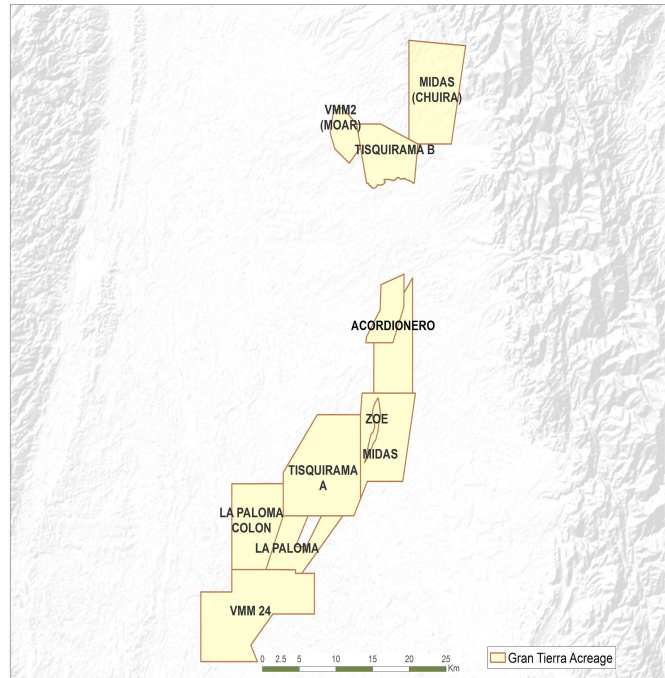 MIDAS
(CHUIRA)
VMM2
(MOAR)
TISQUIRAMA B
ACORDIONERO
ZOE
MIDAS
TISQUIRAMA
A
LA PALOMA
COLON
LA PALOMA
VMM 24
0 2.5 5 10 15 20 25
Km
Gran Tierra Acreage